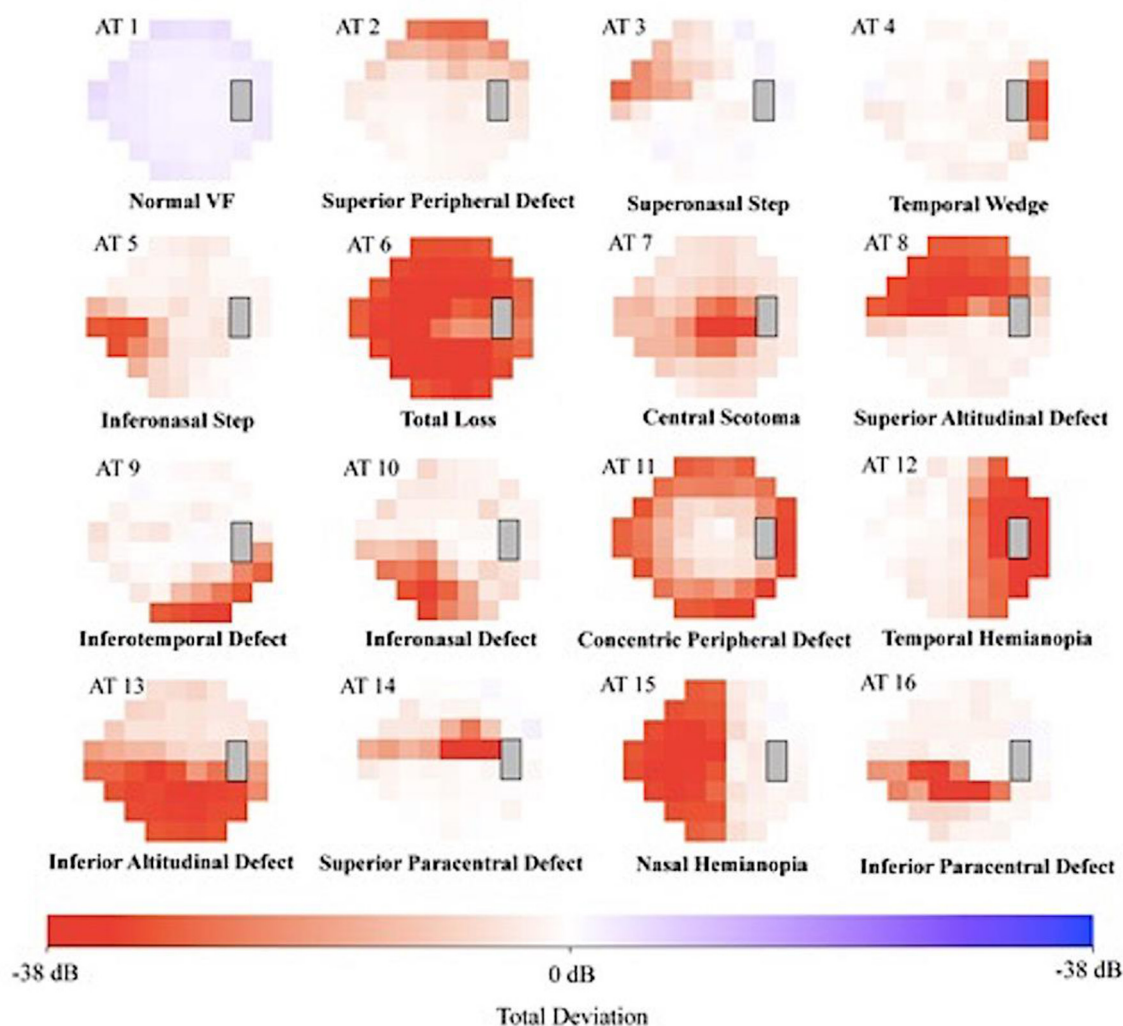 AT 1 AT 2 AT 3 AT 4
Normal VF Superior Peripheral Defect Superonasal Step Temporal Wedge
AT 5 AT 6 AT 7 AT 8
Inferonasal Step Total Loss Central Scotoma Superior Altitudinal Defect
AT 9 AT 10 AT 11 AT 12
Inferotemporal Defect Inferonasal Defect Concentric Peripheral Defect Temporal Hemianopia
AT 13 AT 14 AT 15 AT 16
Inferior Altitudinal Defect Superior Paracentral Defect Nasal Hemianopia Inferior Paracentral Defect
-38 dB 0 dB -38 dB
Total Deviation